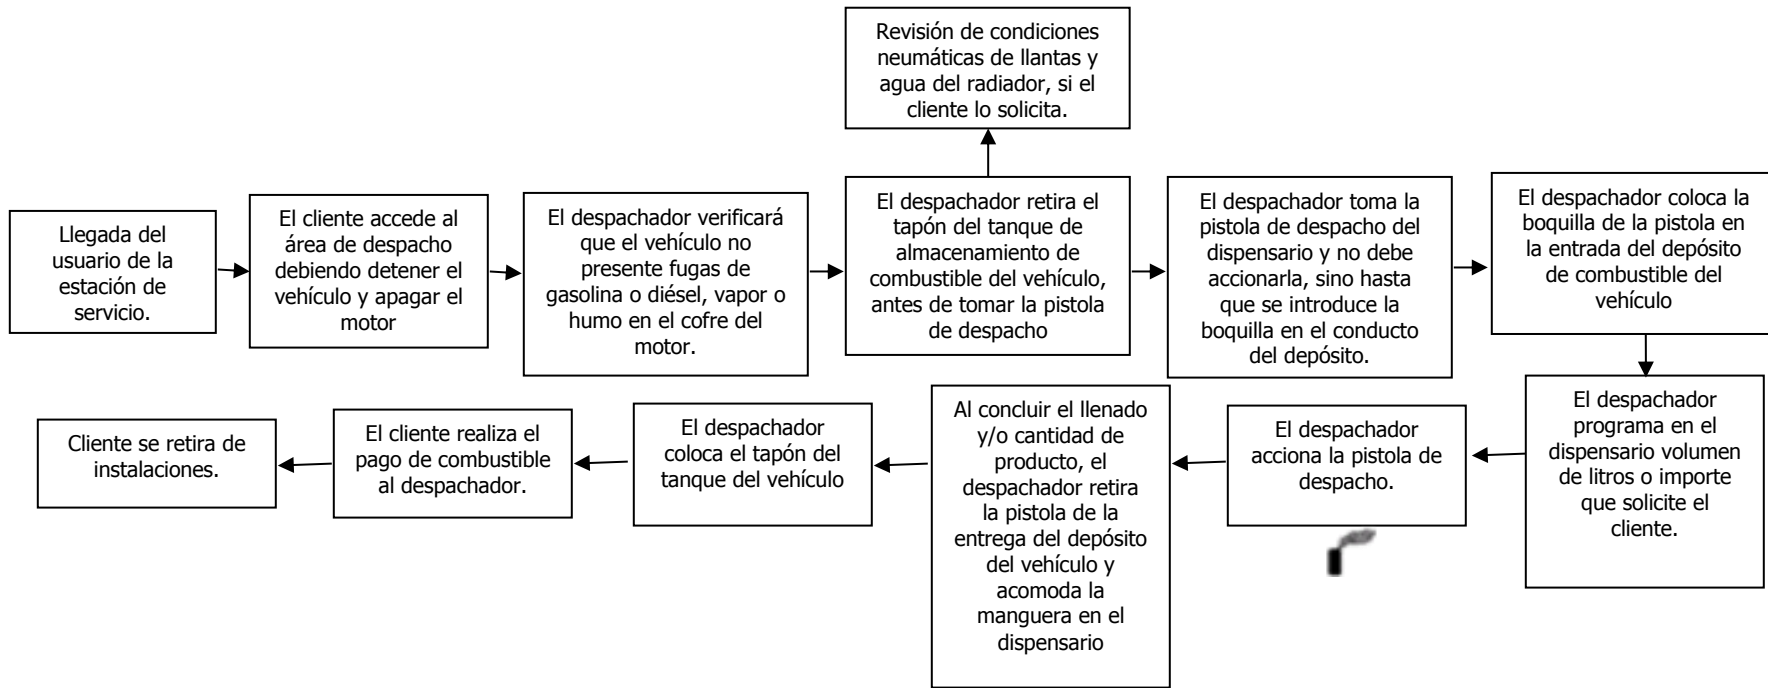 Revisión de condiciones
neumáticas de llantas y
agua del radiador, si el
cliente lo solicita.
Llegada del
usuario de la
estación de
servicio.
El cliente accede al
área de despacho
debiendo detener el
vehículo y apagar el
motor
El despachador verificará
que el vehículo no
presente fugas de
gasolina o diésel, vapor o
humo en el cofre del
motor.
El despachador retira el
tapón del tanque de
almacenamiento de
combustible del vehículo,
antes de tomar la pistola
de despacho
El despachador toma la
pistola de despacho del
dispensario y no debe
accionarla, sino hasta
que se introduce la
boquilla en el conducto
del depósito.
El despachador coloca la
boquilla de la pistola en
la entrada del depósito
de combustible del
vehículo
El despachador
programa en el
dispensario volumen
de litros o importe
que solicite el
cliente.
El despachador
acciona la pistola de
despacho.
Al concluir el llenado
y/o cantidad de
producto, el
despachador retira
la pistola de la
entrega del depósito
del vehículo y
acomoda la
manguera en el
dispensario
El despachador
coloca el tapón del
tanque del vehículo
El cliente realiza el
pago de combustible
al despachador.
Cliente se retira de
instalaciones.